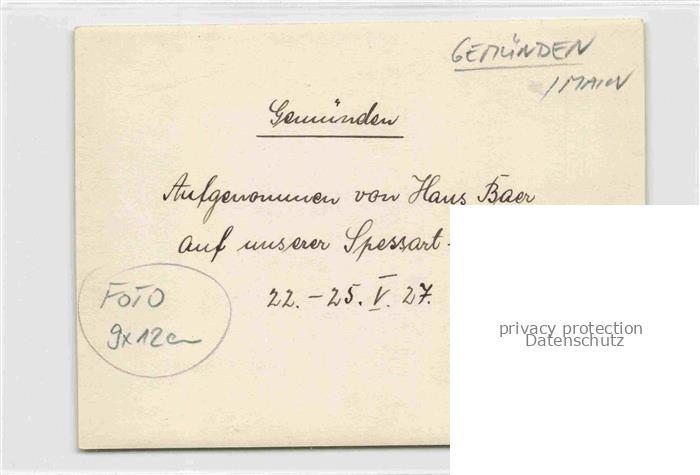 GEMÜNDEN
/MAIN
Gemünden
Aufgenommen von Hans Baer
auf unserer Spessart-
22. - 25. V. 27.
FOTO
9x12cm
privacy protection
Datenschutz